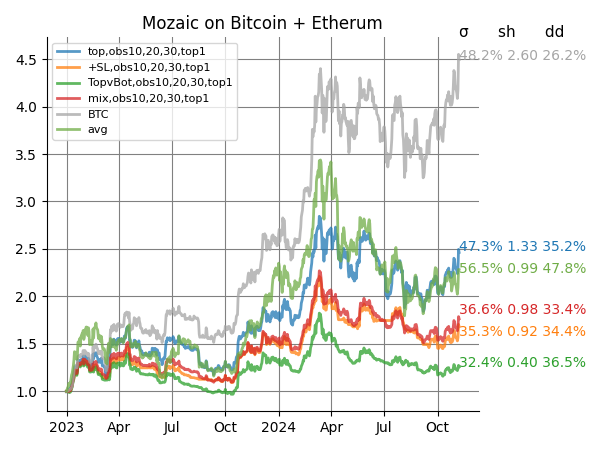 Mozaic on Bitcoin + Etherum
σ sh dd
top,obs10,20,30,top1
+SL,obs10,20,30,top1
TopvBot,obs10,20,30,top1
mix,obs10,20,30,top1
BTC
avg
48.2% 2.60 26.2%
47.3% 1.33 35.2%
56.5% 0.99 47.8%
36.6% 0.98 33.4%
35.3% 0.92 34.4%
32.4% 0.40 36.5%
4.5
4.0
3.5
3.0
2.5
2.0
1.5
1.0
2023 Apr Jul Oct 2024 Apr Jul Oct